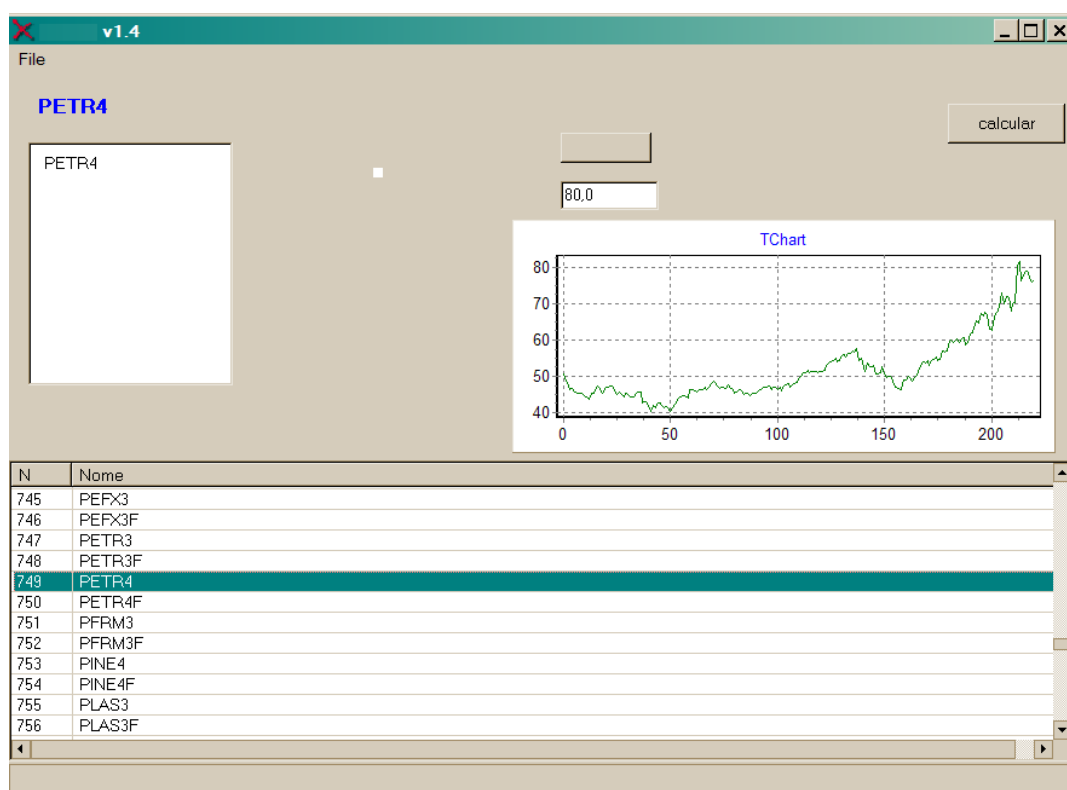 v1.4
File
PETR4
calcular
PETR4
80,0
TChart
80
70
60
50
40
0 50 100 150 200
N Nome
745 PEFX3
746 PEFX3F
747 PETR3
748 PETR3F
749 PETR4
750 PETR4F
751 PFRM3
752 PFRM3F
753 PINE4
754 PINE4F
755 PLAS3
756 PLAS3F